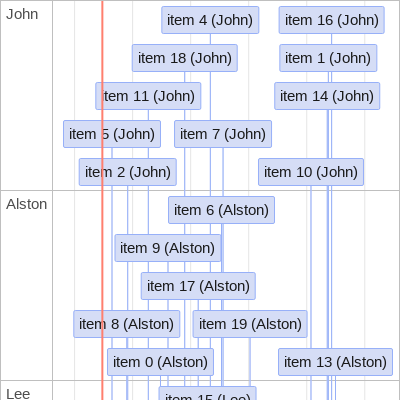 John
item 4 (John)
item 16 (John)
item 18 (John)
item 1 (John)
item 11 (John)
item 14 (John)
item 5 (John)
item 7 (John)
item 2 (John)
item 10 (John)
Alston
item 6 (Alston)
item 9 (Alston)
item 17 (Alston)
item 8 (Alston)
item 19 (Alston)
item 0 (Alston)
item 13 (Alston)
Lee
item 15 (Lee)